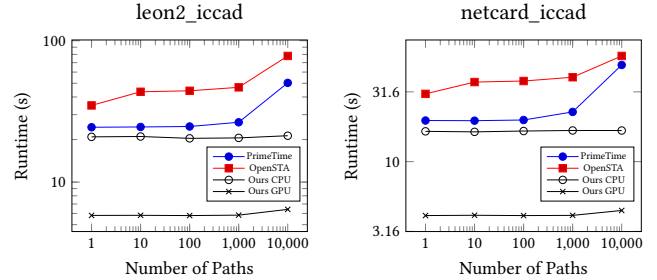 leon2_iccad
100
10
Runtime (s)
PrimeTime
OpenSTA
Ours CPU
Ours GPU
1 10 100 1,000 10,000
Number of Paths
netcard_iccad
31.6
10
3.16
Runtime (s)
PrimeTime
OpenSTA
Ours CPU
Ours GPU
1 10 100 1,000 10,000
Number of Paths